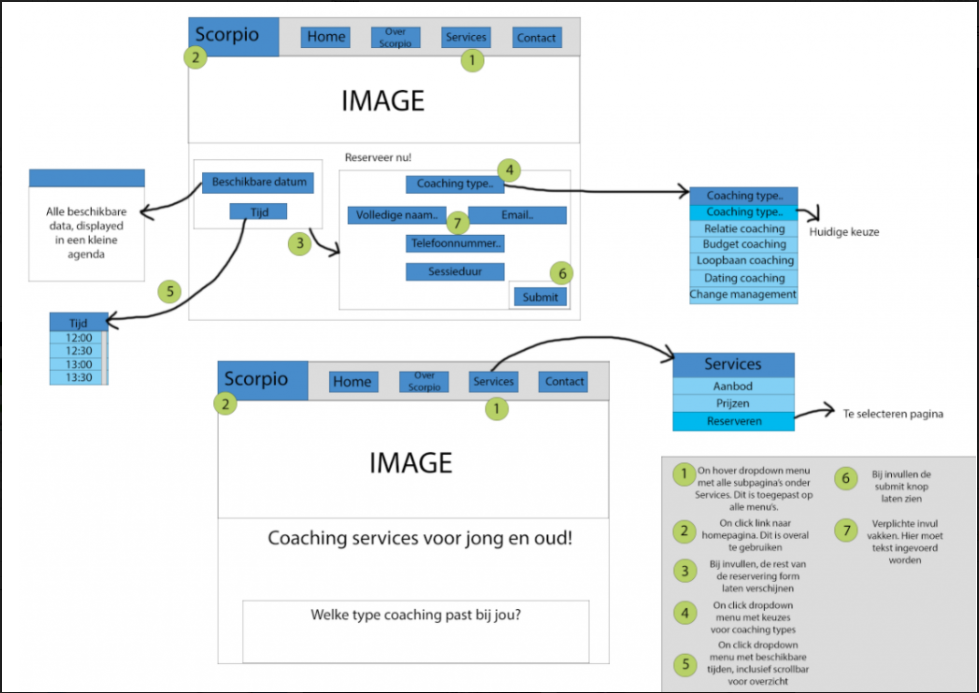 Scorpio
Home
Over
Scorpio
Services
Contact
2
1
IMAGE
Reserveer nu!
Beschikbare datum
Tijd
3
4
Coaching type..
Volledige naam..
7
Email..
Telefoonnummer..
Sessieduur
6
Submit
Alle beschikbare
data, displayed
in een kleine
agenda
5
Tijd
12:00
12:30
13:00
13:30
Coaching type..
Coaching type..
Relatie coaching
Budget coaching
Loopbaan coaching
Dating coaching
Change management
Huidige keuze
Scorpio
Home
Over
Scorpio
Services
Contact
2
1
IMAGE
Coaching services voor jong en oud!
Welke type coaching past bij jou?
Services
Aanbod
Prijzen
Reserveren
Te selecteren pagina
1
On hover dropdown menu
met alle subpagina's onder
Services. Dit is toegepast op
alle menu's.
2
On click link naar
homepagina. Dit is overal
te gebruiken
3
Bij invullen, de rest van
de reservering form
laten verschijnen
4
On click dropdown
menu met keuzes
voor coaching types
5
On click dropdown
menu met beschikbare
tijden, inclusief scrollbar
voor overzicht
6
Bij invullen de
submit knop
laten zien
7
Verplichte invul
vakken. Hier moet
tekst ingevoerd
worden